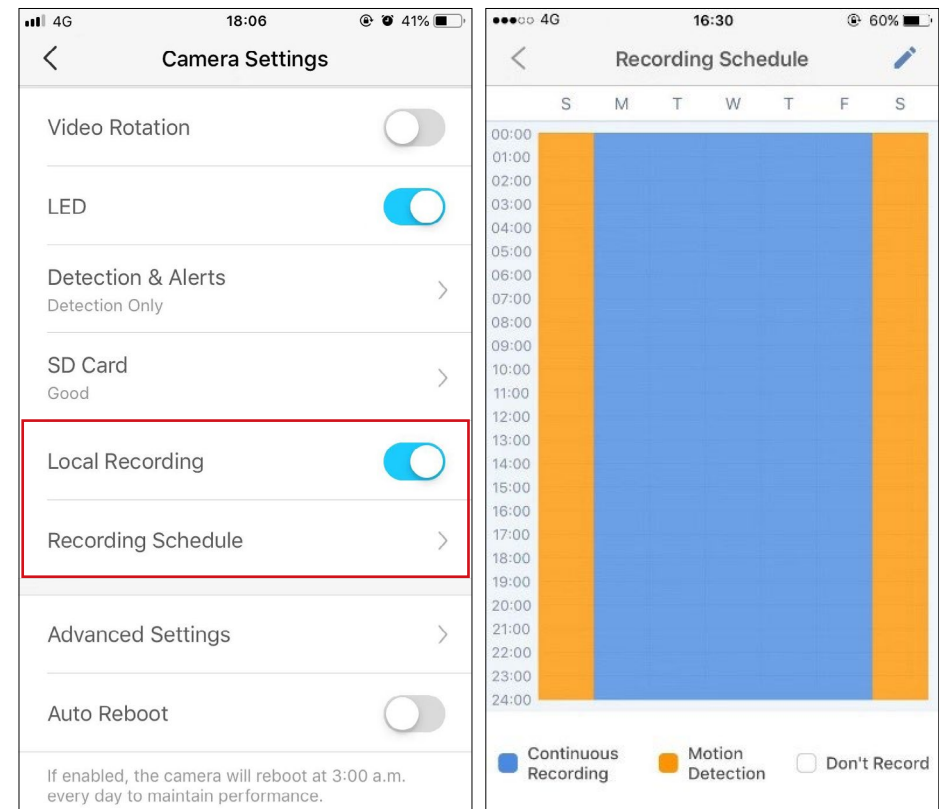 4G 18:06 41%
Camera Settings
Video Rotation
LED
Detection & Alerts
Detection Only
SD Card
Good
Local Recording
Recording Schedule
Advanced Settings
Auto Reboot
If enabled, the camera will reboot at 3:00 a.m.
every day to maintain performance.
4G 16:30 60%
Recording Schedule
S M T W T F S
00:00
01:00
02:00
03:00
04:00
05:00
06:00
07:00
08:00
09:00
10:00
11:00
12:00
13:00
14:00
15:00
16:00
17:00
18:00
19:00
20:00
21:00
22:00
23:00
24:00
Continuous
Recording
Motion
Detection
Don't Record